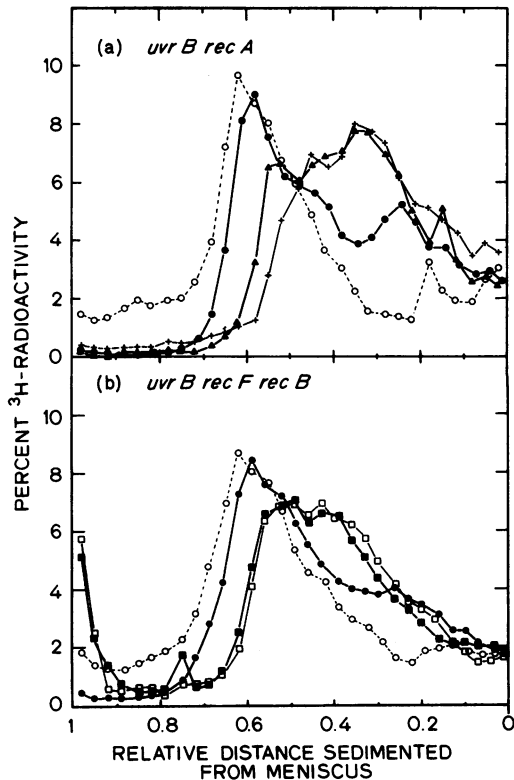 (a) uvr B rec A
10
8
6
4
2
0
(b) uvr B rec F rec B
10
8
6
4
2
0
PERCENT ³H-RADIOACTIVITY
1 0.8 0.6 0.4 0.2 0
RELATIVE DISTANCE SEDIMENTED
FROM MENISCUS